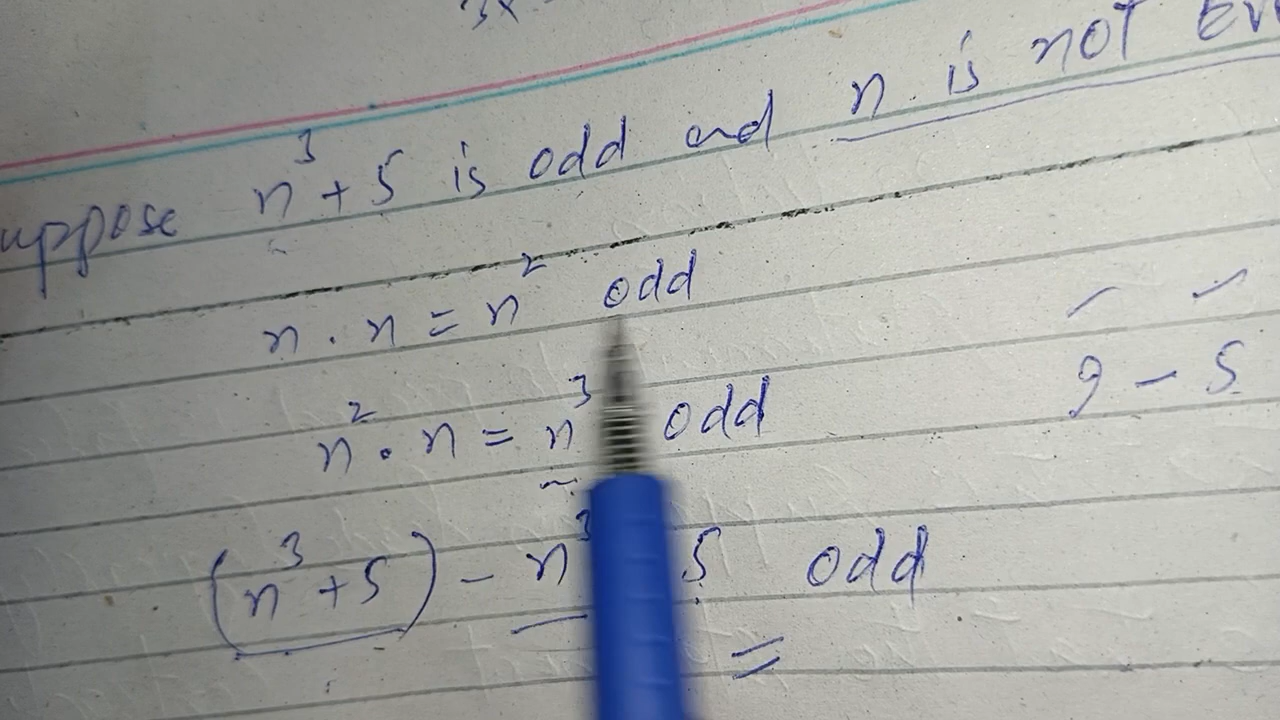 n³ + 5 is odd and n is not
n . n = n² odd
9 - 5
n² . n = n³ odd
(n³ + 5) - n³ 5 odd
=